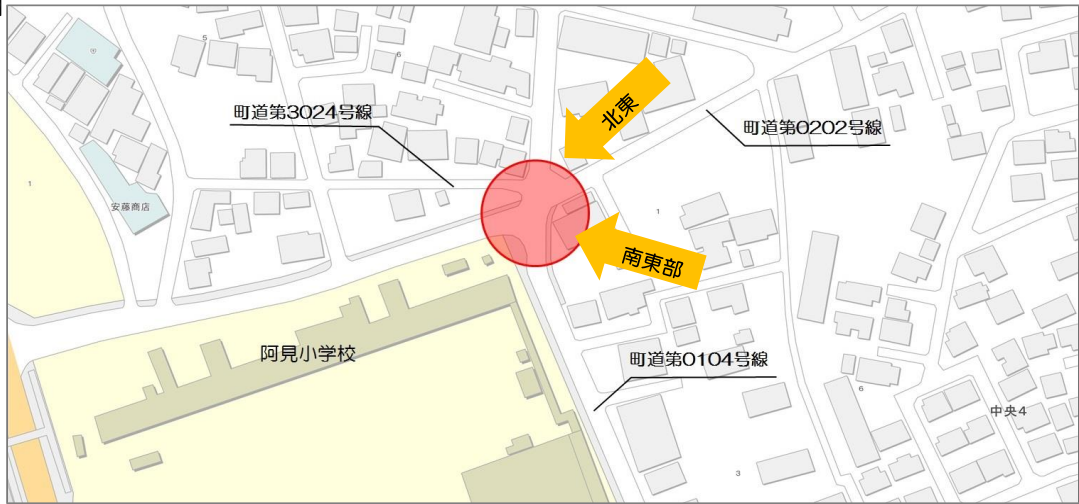 5
6
北東
町道第3024号線
町道第0202号線
1
安藤商店
1
南東部
阿見小学校
町道第0104号線
6
中央4
3